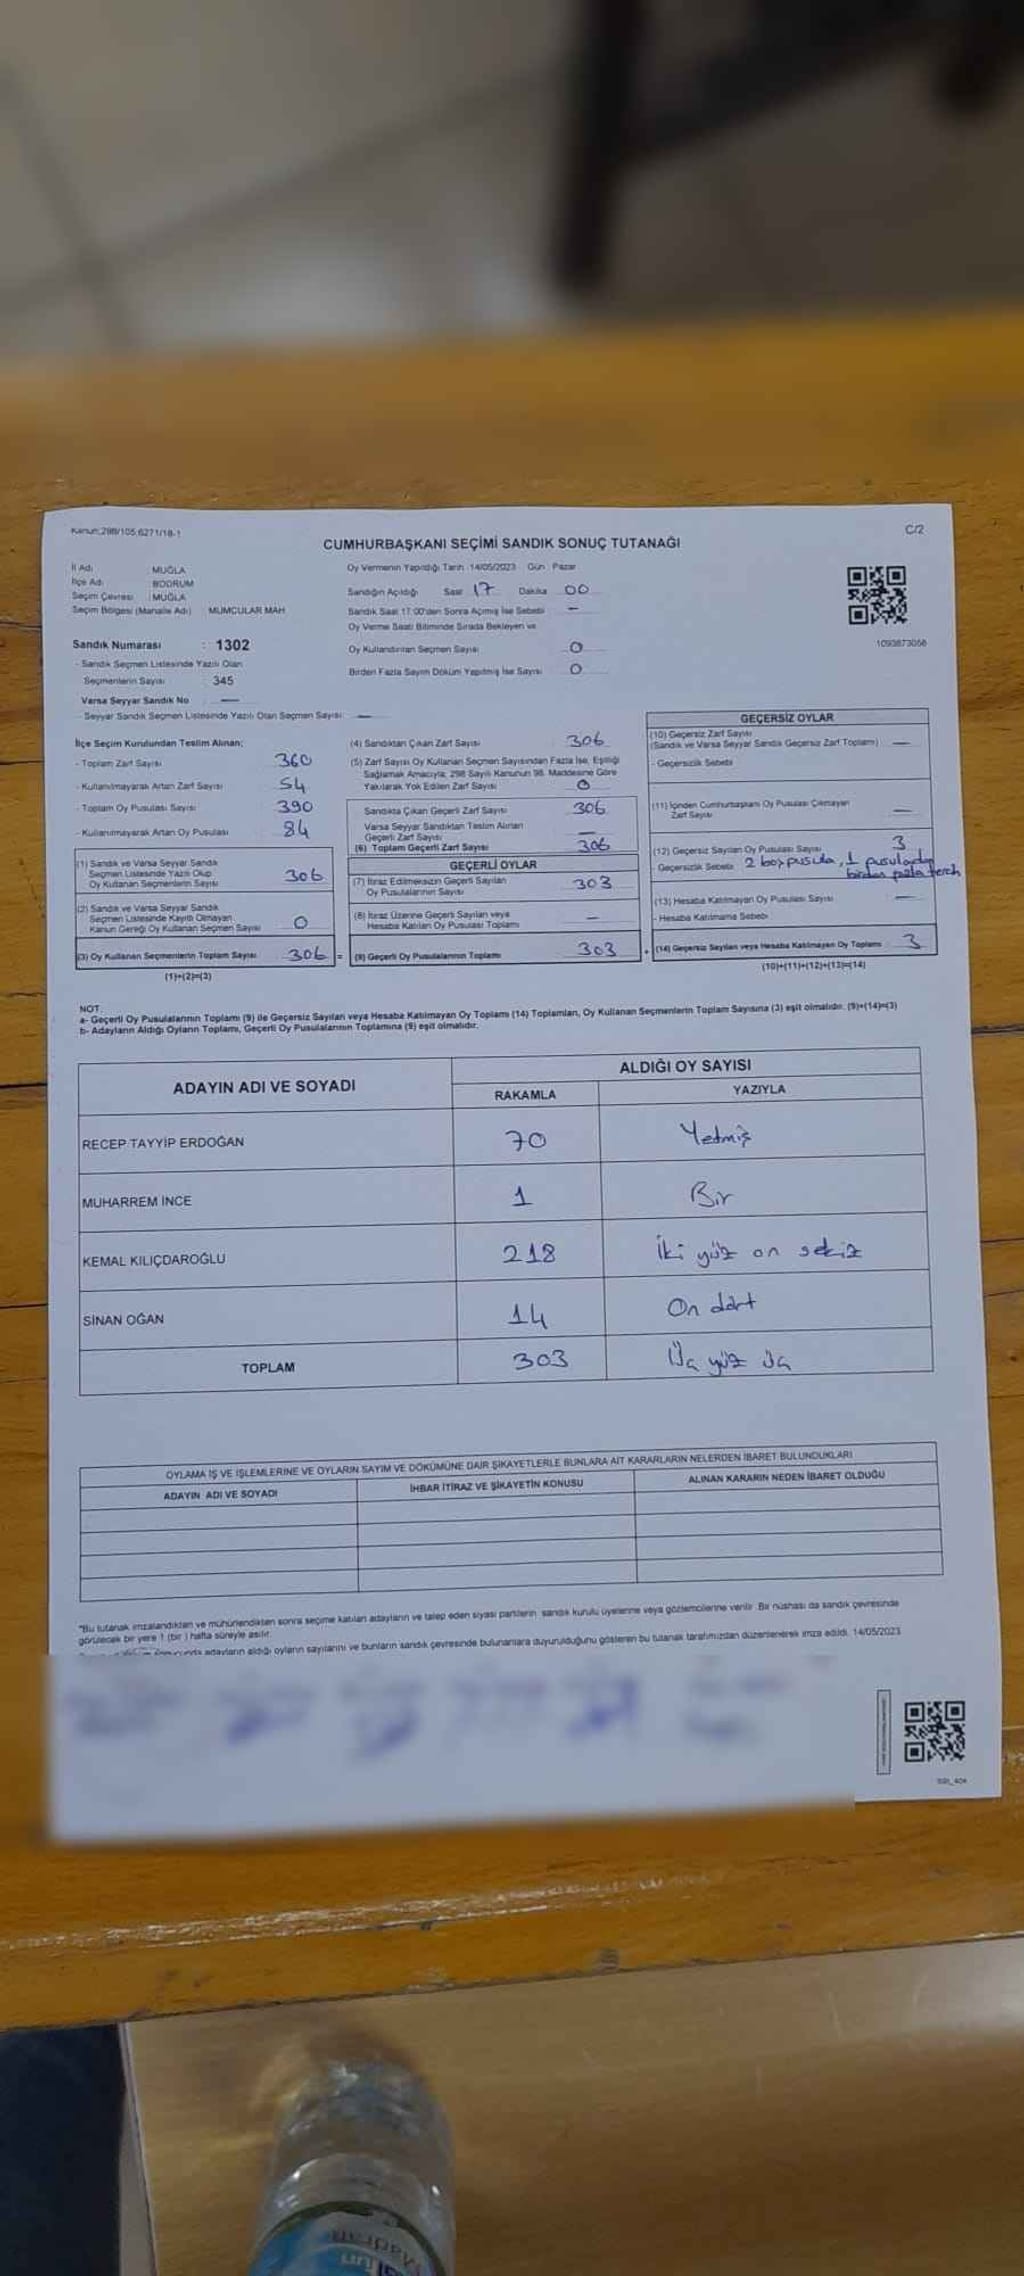 Kanun:298/105,6271/18-1
C/2
CUMHURBAŞKANI SEÇİMİ SANDIK SONUÇ TUTANAĞI
İl Adı : MUĞLA
İlçe Adı : BODRUM
Seçim Çevresi : MUĞLA
Seçim Bölgesi (Mahalle Adı) : MUMCULAR MAH
Sandık Numarası : 1302
- Sandık Seçmen Listesinde Yazılı Olan
Seçmenlerin Sayısı : 345
Varsa Seyyar Sandık No —
- Seyyar Sandık Seçmen Listesinde Yazılı Olan Seçmen Sayısı : —
Oy Vermenin Yapıldığı Tarih :14/05/2023 Gün : Pazar
Sandığın Açıldığı Saat 17 Dakika 00
Sandık Saat 17:00'den Sonra Açılmış İse Sebebi —
Oy Verme Saati Bitiminde Sırada Bekleyen ve
Oy Kullandırılan Seçmen Sayısı 0
Birden Fazla Sayım Döküm Yapılmış İse Sayısı 0
1093873058
İlçe Seçim Kurulundan Teslim Alınan;
- Toplam Zarf Sayısı 360
- Kullanılmayarak Artan Zarf Sayısı 54
- Toplam Oy Pusulası Sayısı 390
- Kullanılmayarak Artan Oy Pusulası 84
(1) Sandık ve Varsa Seyyar Sandık
Seçmen Listesinde Yazılı Olup
Oy Kullanan Seçmenlerin Sayısı 306
(2) Sandık ve Varsa Seyyar Sandık
Seçmen Listesinde Kayıtlı Olmayan
Kanun Gereği Oy Kullanan Seçmen Sayısı 0
(3) Oy Kullanan Seçmenlerin Toplam Sayısı 306 =
(1)+(2)=(3)
(4) Sandıktan Çıkan Zarf Sayısı 306
(5) Zarf Sayısı Oy Kullanan Seçmen Sayısından Fazla İse, Eşitliği
Sağlamak Amacıyla, 298 Sayılı Kanunun 98. Maddesine Göre
Yakılarak Yok Edilen Zarf Sayısı 0
Sandıkta Çıkan Geçerli Zarf Sayısı 306
Varsa Seyyar Sandıktan Teslim Alınan
Geçerli Zarf Sayısı —
(6) Toplam Geçerli Zarf Sayısı 306
GEÇERLİ OYLAR
(7) İtiraz Edilmeksizin Geçerli Sayılan
Oy Pusulalarının Sayısı 303
(8) İtiraz Üzerine Geçerli Sayılan veya
Hesaba Katılan Oy Pusulası Toplamı —
(9) Geçerli Oy Pusulalarının Toplamı 303 +
GEÇERSİZ OYLAR
(10) Geçersiz Zarf Sayısı
(Sandık ve Varsa Seyyar Sandık Geçersiz Zarf Toplamı) —
- Geçersizlik Sebebi
(11) İçinden Cumhurbaşkanı Oy Pusulası Çıkmayan
Zarf Sayısı —
(12) Geçersiz Sayılan Oy Pusulası Sayısı 3
- Geçersizlik Sebebi 2 boş pusula, 1 pusuladan
birden fazla tercih
(13) Hesaba Katılmayan Oy Pusulası Sayısı —
- Hesaba Katılmama Sebebi
(14) Geçersiz Sayılan veya Hesaba Katılmayan Oy Toplamı 3
(10)+(11)+(12)+(13)=(14)
NOT
a- Geçerli Oy Pusulalarının Toplamı (9) ile Geçersiz Sayılan veya Hesaba Katılmayan Oy Toplamı (14) Toplamları, Oy Kullanan Seçmenlerin Toplam Sayısına (3) eşit olmalıdır. (9)+(14)=(3)
b- Adayların Aldığı Oyların Toplamı, Geçerli Oy Pusulalarının Toplamına (9) eşit olmalıdır.
ADAYIN ADI VE SOYADI
ALDIĞI OY SAYISI
RAKAMLA YAZIYLA
RECEP TAYYİP ERDOĞAN 70 Yetmiş
MUHARREM İNCE 1 Bir
KEMAL KILIÇDAROĞLU 218 İki yüz on sekiz
SİNAN OĞAN 14 On dört
TOPLAM 303 Üç yüz üç
OYLAMA İŞ VE İŞLEMLERİNE VE OYLARIN SAYIM VE DÖKÜMÜNE DAİR ŞİKAYETLERLE BUNLARA AİT KARARLARIN NELERDEN İBARET BULUNDUKLARI
ADAYIN ADI VE SOYADI İHBAR İTİRAZ VE ŞİKAYETİN KONUSU ALINAN KARARIN NEDEN İBARET OLDUĞU
"Bu tutanak imzalandıktan ve mühürlendikten sonra seçime katılan adayların ve talep eden siyasi partilerin sandık kurulu üyelerine veya gözlemcilerine verilir. Bir nüshası da sandık çevresinde
görülecek bir yere 1 (bir ) hafta süreyle asılır.
adayların aldığı oyların sayılarını ve bunların sandık çevresinde bulunanlara duyurulduğunu gösteren bu tutanak tarafımızdan düzenlenerek imza edildi. 14/05/2023